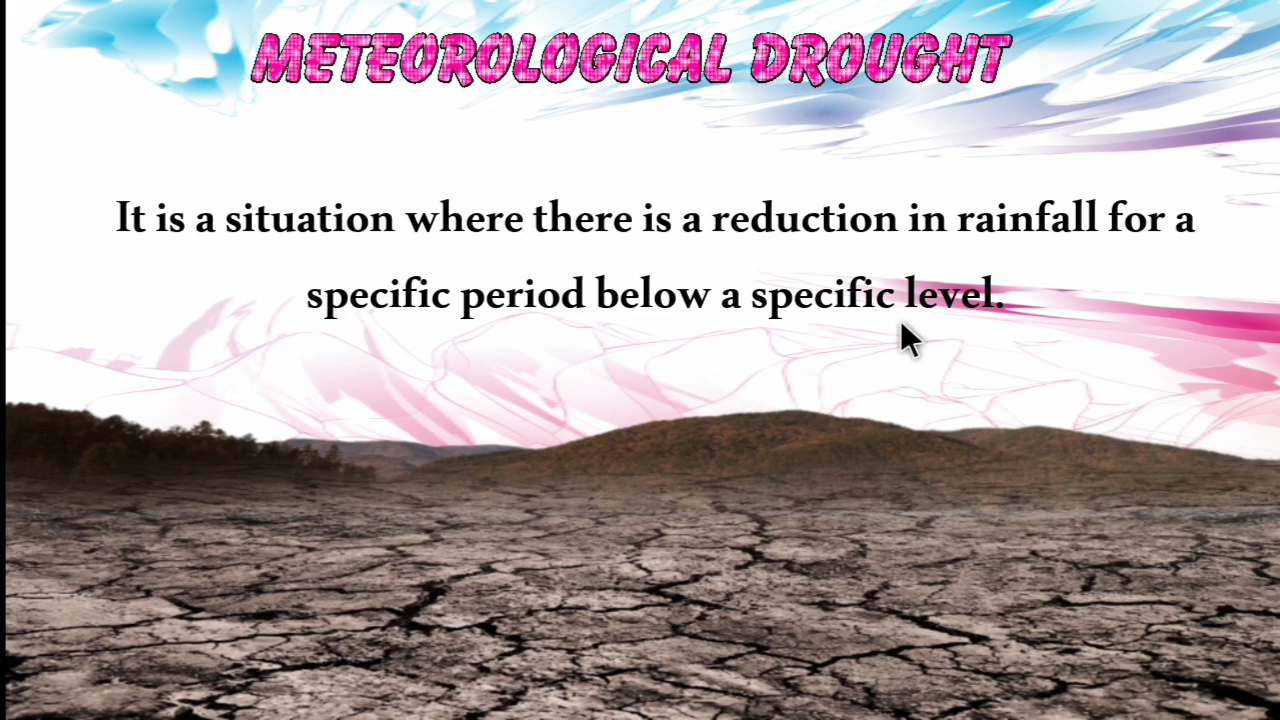 METEOROLOGICAL DROUGHT
It is a situation where there is a reduction in rainfall for a
specific period below a specific level.